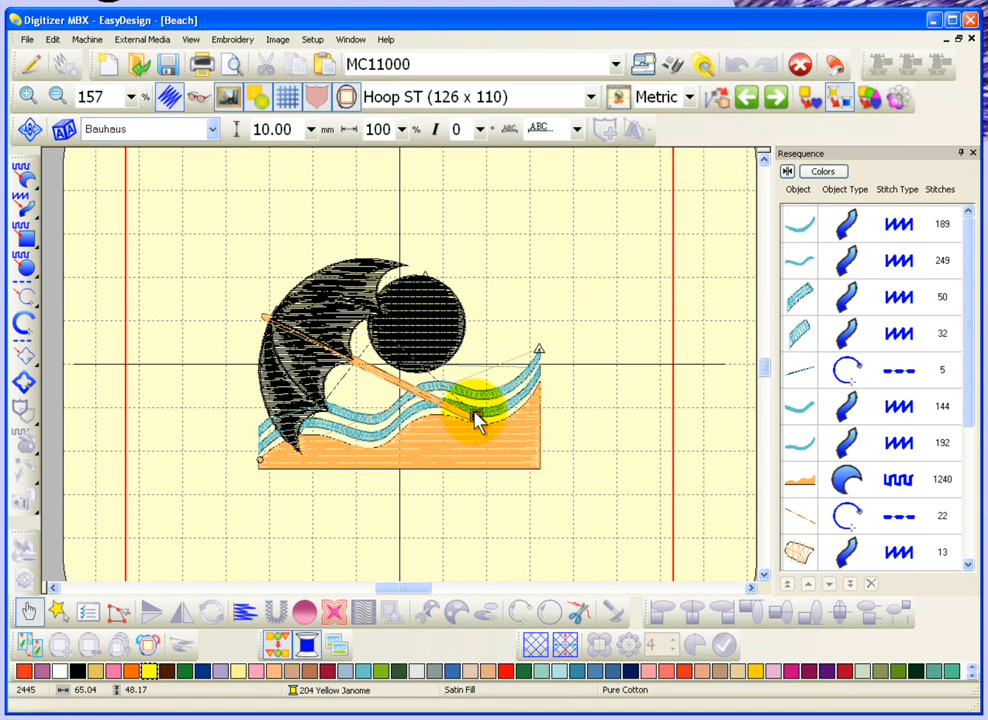 Digitizer MBX - EasyDesign - [Beach]
File Edit Machine External Media View Embroidery Image Setup Window Help
MC11000
157 % Hoop ST (126 x 110) Metric
Bauhaus 10.00 mm 100 % I 0 ° ABC ABC...
Resequence
Colors
Object Object Type Stitch Type Stitches
189
249
50
32
5
144
192
1240
22
13
4
2445 65.04 48.17 204 Yellow Janome Satin Fill Pure Cotton